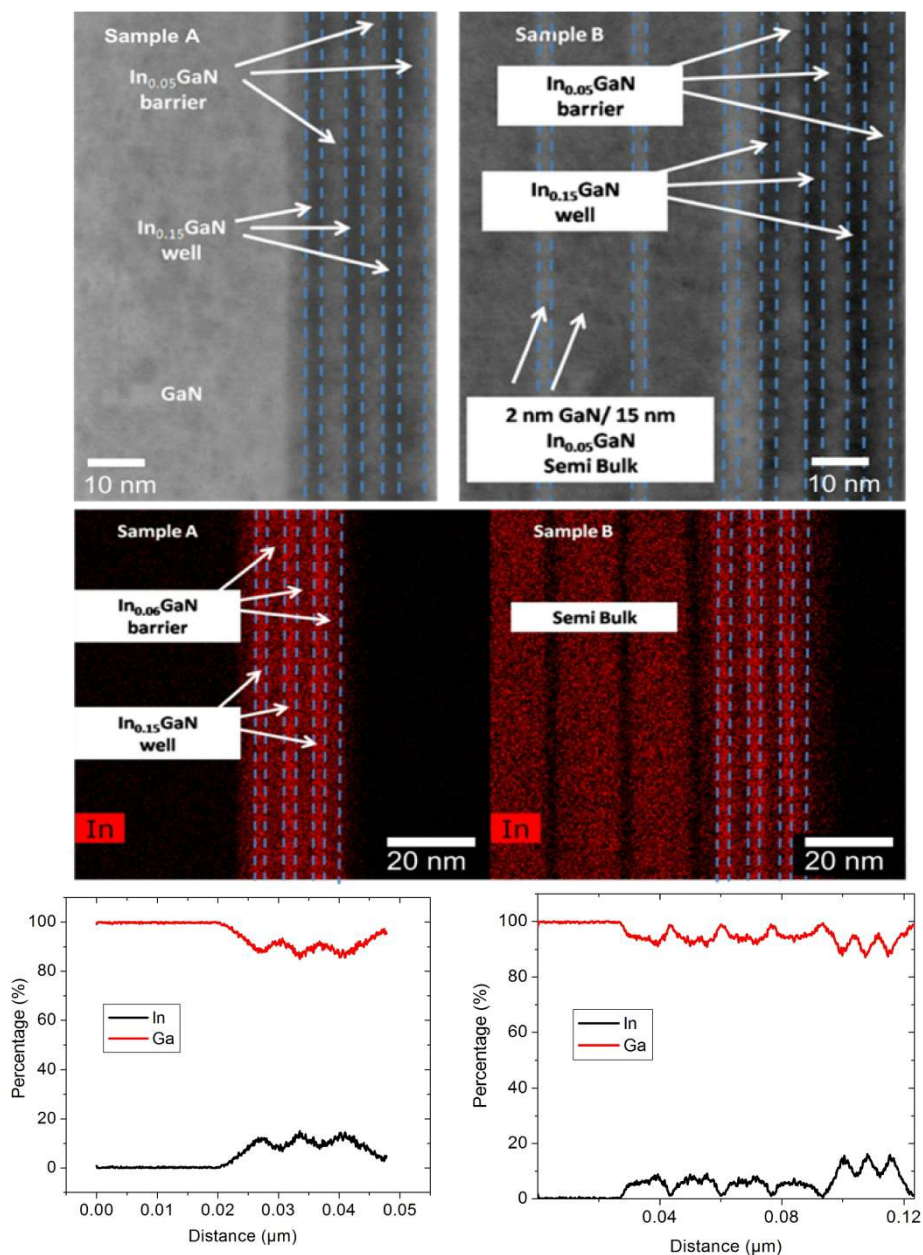 Sample A
In0.05GaN
barrier
In0.15GaN
well
GaN
10 nm
Sample B
In0.05GaN
barrier
In0.15GaN
well
2 nm GaN/ 15 nm
In0.05GaN
Semi Bulk
10 nm
Sample A
In0.06GaN
barrier
In0.15GaN
well
In
20 nm
Sample B
Semi Bulk
In
20 nm
100
80
60
40
20
0
Percentage (%)
In
Ga
0.00
0.01
0.02
0.03
0.04
0.05
Distance (µm)
100
80
60
40
20
0
Percentage (%)
In
Ga
0.04
0.08
0.12
Distance (µm)